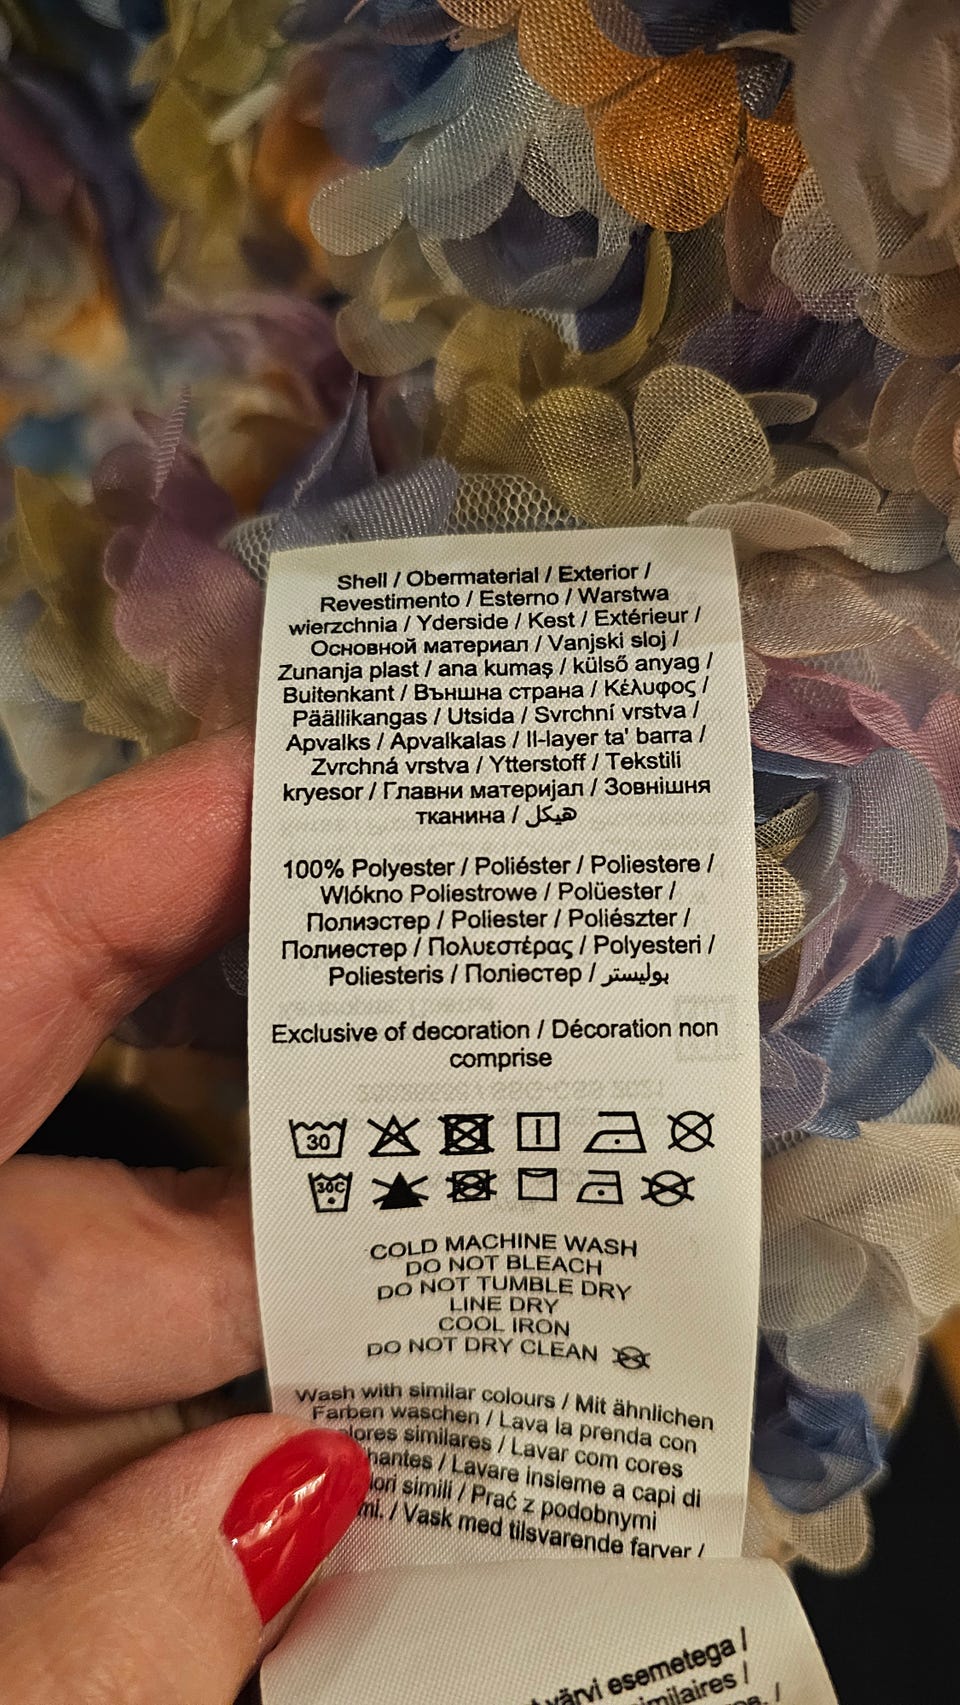 Shell / Obermaterial / Exterior /
Revestimento / Esterno / Warstwa
wierzchnia / Yderside / Kest / Extérieur /
Основной материал / Vanjski sloj /
Zunanja plast / ana kumaş / külső anyag /
Buitenkant / Външна страна / Κέλυφος /
Päällikangas / Utsida / Svrchní vrstva /
Apvalks / Apvalkalas / Il-layer ta' barra /
Zvrchná vrstva / Ytterstoff / Tekstili
kryesor / Главни материјал / Зовнішня
тканина / هيكل
100% Polyester / Poliéster / Poliestere /
Wlókno Poliestrowe / Polüester /
Полиэстер / Poliester / Poliészter /
Полиестер / Πολυεστέρας / Polyesteri /
Poliesteris / Поліестер / بوليستر
Exclusive of decoration / Décoration non
comprise
30
30C
COLD MACHINE WASH
DO NOT BLEACH
DO NOT TUMBLE DRY
LINE DRY
COOL IRON
DO NOT DRY CLEAN
Wash with similar colours / Mit ähnlichen
Farben waschen / Lava la prenda con
similares / Lavar com cores
/ Lavare insieme a capi di
simili / Prać z podobnymi
/ Vask med tilsvarende farver /
värvi esemetega /